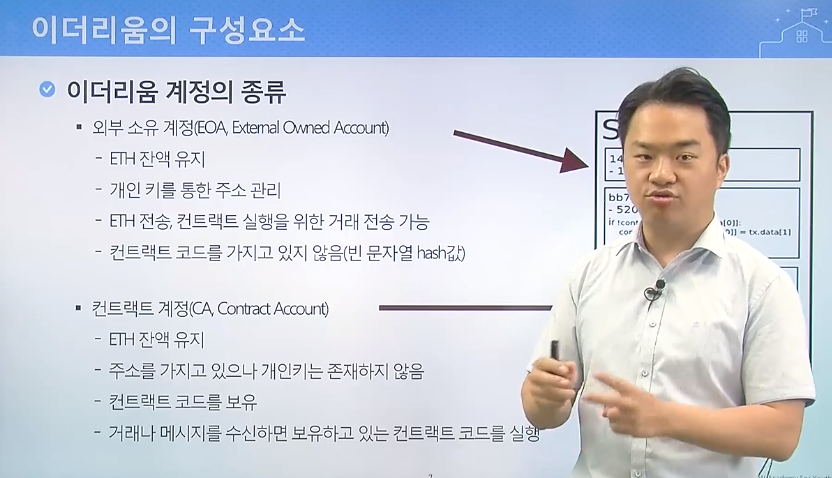 이더리움의 구성요소
이더리움 계정의 종류
▪ 외부 소유 계정(EOA, External Owned Account)
- ETH 잔액 유지
- 개인 키를 통한 주소 관리
- ETH 전송, 컨트랙트 실행을 위한 거래 전송 가능
- 컨트랙트 코드를 가지고 있지 않음(빈 문자열 hash값)
▪ 컨트랙트 계정(CA, Contract Account)
- ETH 잔액 유지
- 주소를 가지고 있으나 개인키는 존재하지 않음
- 컨트랙트 코드를 보유
- 거래나 메시지를 수신하면 보유하고 있는 컨트랙트 코드를 실행
S
14
- 1
bb7
- 520
if !cont a[0]]:
con [0]] = tx.data[1]
7